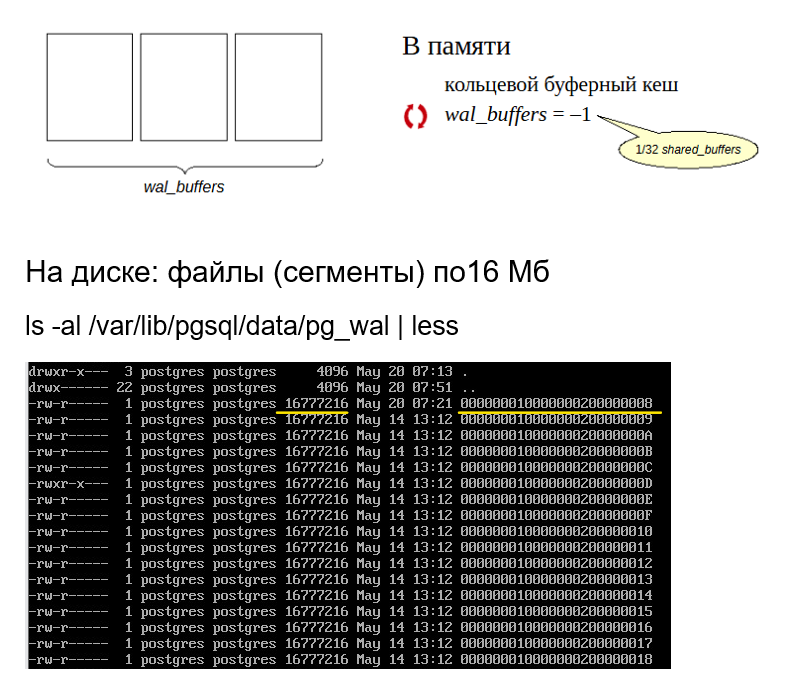 В памяти
кольцевой буферный кеш
wal_buffers = –1
1/32 shared_buffers
wal_buffers
На диске: файлы (сегменты) по16 Мб
ls -al /var/lib/pgsql/data/pg_wal | less
drwxr-x--- 3 postgres postgres 4096 May 20 07:13 .
drwx------ 22 postgres postgres 4096 May 20 07:51 ..
-rw-r----- 1 postgres postgres 16777216 May 20 07:21 000000010000000200000008
-rw-r----- 1 postgres postgres 16777216 May 14 13:12 000000010000000200000009
-rw-r----- 1 postgres postgres 16777216 May 14 13:12 00000001000000020000000A
-rw-r----- 1 postgres postgres 16777216 May 14 13:12 00000001000000020000000B
-rw-r----- 1 postgres postgres 16777216 May 14 13:12 00000001000000020000000C
-rwxr-x--- 1 postgres postgres 16777216 May 14 13:12 00000001000000020000000D
-rw-r----- 1 postgres postgres 16777216 May 14 13:12 00000001000000020000000E
-rw-r----- 1 postgres postgres 16777216 May 14 13:12 00000001000000020000000F
-rw-r----- 1 postgres postgres 16777216 May 14 13:12 000000010000000200000010
-rw-r----- 1 postgres postgres 16777216 May 14 13:12 000000010000000200000011
-rw-r----- 1 postgres postgres 16777216 May 14 13:12 000000010000000200000012
-rw-r----- 1 postgres postgres 16777216 May 14 13:12 000000010000000200000013
-rw-r----- 1 postgres postgres 16777216 May 14 13:12 000000010000000200000014
-rw-r----- 1 postgres postgres 16777216 May 14 13:12 000000010000000200000015
-rw-r----- 1 postgres postgres 16777216 May 14 13:12 000000010000000200000016
-rw-r----- 1 postgres postgres 16777216 May 14 13:12 000000010000000200000017
-rw-r----- 1 postgres postgres 16777216 May 14 13:12 000000010000000200000018